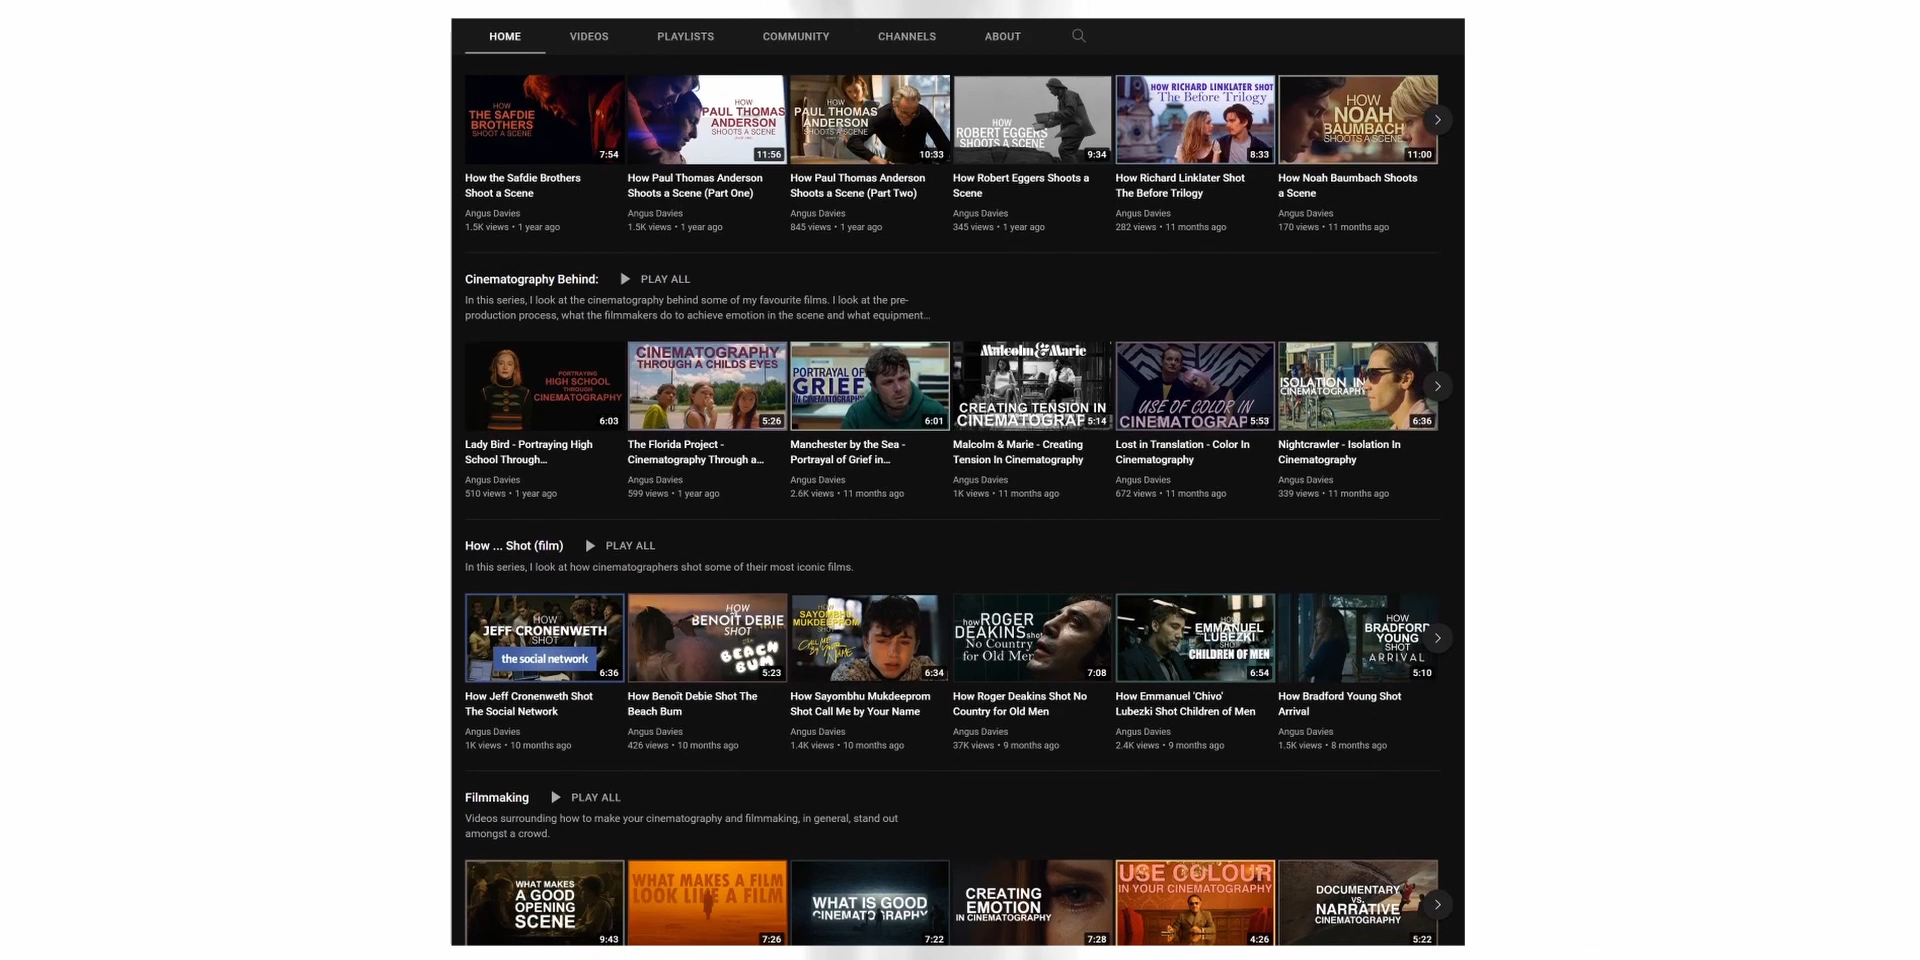 HOME VIDEOS PLAYLISTS COMMUNITY CHANNELS ABOUT
HOW
THE SAFDIE
BROTHERS
SHOOT A SCENE
7:54
HOW
PAUL THOMAS
ANDERSON
SHOOTS A SCENE
11:56
HOW
PAUL THOMAS
ANDERSON
SHOOTS A SCENE
10:33
HOW
ROBERT EGGERS
SHOOTS A SCENE
9:34
HOW RICHARD LINKLATER SHOT
The Before Trilogy
8:33
HOW
NOAH
BAUMBACH
SHOOTS A SCENE
11:00
How the Safdie Brothers
Shoot a Scene
Angus Davies
1.5K views • 1 year ago
How Paul Thomas Anderson
Shoots a Scene (Part One)
Angus Davies
1.5K views • 1 year ago
How Paul Thomas Anderson
Shoots a Scene (Part Two)
Angus Davies
845 views • 1 year ago
How Robert Eggers Shoots a
Scene
Angus Davies
345 views • 1 year ago
How Richard Linklater Shot
The Before Trilogy
Angus Davies
282 views • 11 months ago
How Noah Baumbach Shoots
a Scene
Angus Davies
170 views • 11 months ago
Cinematography Behind: PLAY ALL
In this series, I look at the cinematography behind some of my favourite films. I look at the pre-
production process, what the filmmakers do to achieve emotion in the scene and what equipment...
PORTRAYING
HIGH SCHOOL
THROUGH
CINEMATOGRAPHY
6:03
CINEMATOGRAPHY
THROUGH A CHILDS EYES
5:26
PORTRAYAL OF
GRIEF
IN CINEMATOGRAPHY
6:01
Malcolm & Marie
CREATING TENSION IN
CINEMATOGRAP
5:14
USE OF COLOR IN
CINEMATOGRAP
5:53
ISOLATION IN
CINEMATOGRAPHY
6:36
Lady Bird - Portraying High
School Through...
Angus Davies
510 views • 1 year ago
The Florida Project -
Cinematography Through a...
Angus Davies
599 views • 1 year ago
Manchester by the Sea -
Portrayal of Grief in...
Angus Davies
2.6K views • 11 months ago
Malcolm & Marie - Creating
Tension In Cinematography
Angus Davies
1K views • 11 months ago
Lost in Translation - Color In
Cinematography
Angus Davies
672 views • 11 months ago
Nightcrawler - Isolation In
Cinematography
Angus Davies
339 views • 11 months ago
How ... Shot (film) PLAY ALL
In this series, I look at how cinematographers shot some of their most iconic films.
HOW
JEFF CRONENWETH
SHOT
the social network
6:36
HOW
BENOÎT DEBIE
SHOT
THE
BEACH
BUM
5:23
HOW
SAYOMBHU
MUKDEEPROM
SHOT
CALL ME by Your NAME
6:34
how ROGER
DEAKINS shot
No Country
for Old Men
7:08
HOW
EMMANUEL
LUBEZKI
SHOT
CHILDREN OF MEN
6:54
HOW
BRADFORD
YOUNG
SHOT
ARRIVAL
5:10
How Jeff Cronenweth Shot
The Social Network
Angus Davies
1K views • 10 months ago
How Benoît Debie Shot The
Beach Bum
Angus Davies
426 views • 10 months ago
How Sayombhu Mukdeeprom
Shot Call Me by Your Name
Angus Davies
1.4K views • 10 months ago
How Roger Deakins Shot No
Country for Old Men
Angus Davies
37K views • 9 months ago
How Emmanuel 'Chivo'
Lubezki Shot Children of Men
Angus Davies
2.4K views • 9 months ago
How Bradford Young Shot
Arrival
Angus Davies
1.5K views • 8 months ago
Filmmaking PLAY ALL
Videos surrounding how to make your cinematography and filmmaking, in general, stand out
amongst a crowd.
WHAT MAKES
A GOOD
OPENING
SCENE
9:43
WHAT MAKES A FILM
LOOK LIKE A FILM
7:26
WHAT IS GOOD
CINEMATOGRAPHY
7:22
CREATING
EMOTION
IN CINEMATOGRAPHY
7:28
USE COLOUR
IN YOUR CINEMATOGRAPHY
4:26
DOCUMENTARY
VS.
NARRATIVE
CINEMATOGRAPHY
5:22